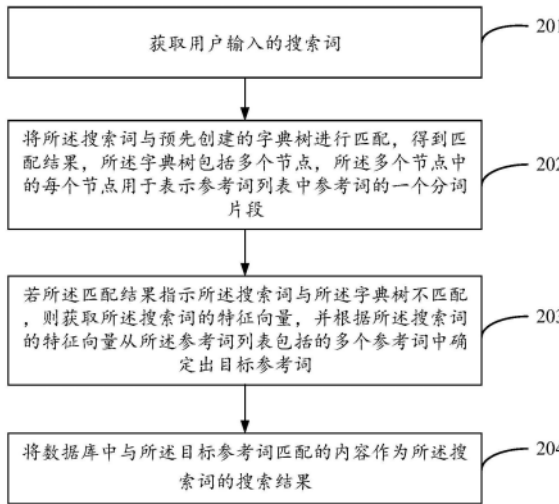 获取用户输入的搜索词
201
将所述搜索词与预先创建的字典树进行匹配，得到匹
配结果，所述字典树包括多个节点，所述多个节点中
的每个节点用于表示参考词列表中参考词的一个分词
片段
202
若所述匹配结果指示所述搜索词与所述字典树不匹配
，则获取所述搜索词的特征向量，并根据所述搜索词
的特征向量从所述参考词列表包括的多个参考词中确
定出目标参考词
203
将数据库中与所述目标参考词匹配的内容作为所述搜
索词的搜索结果
204